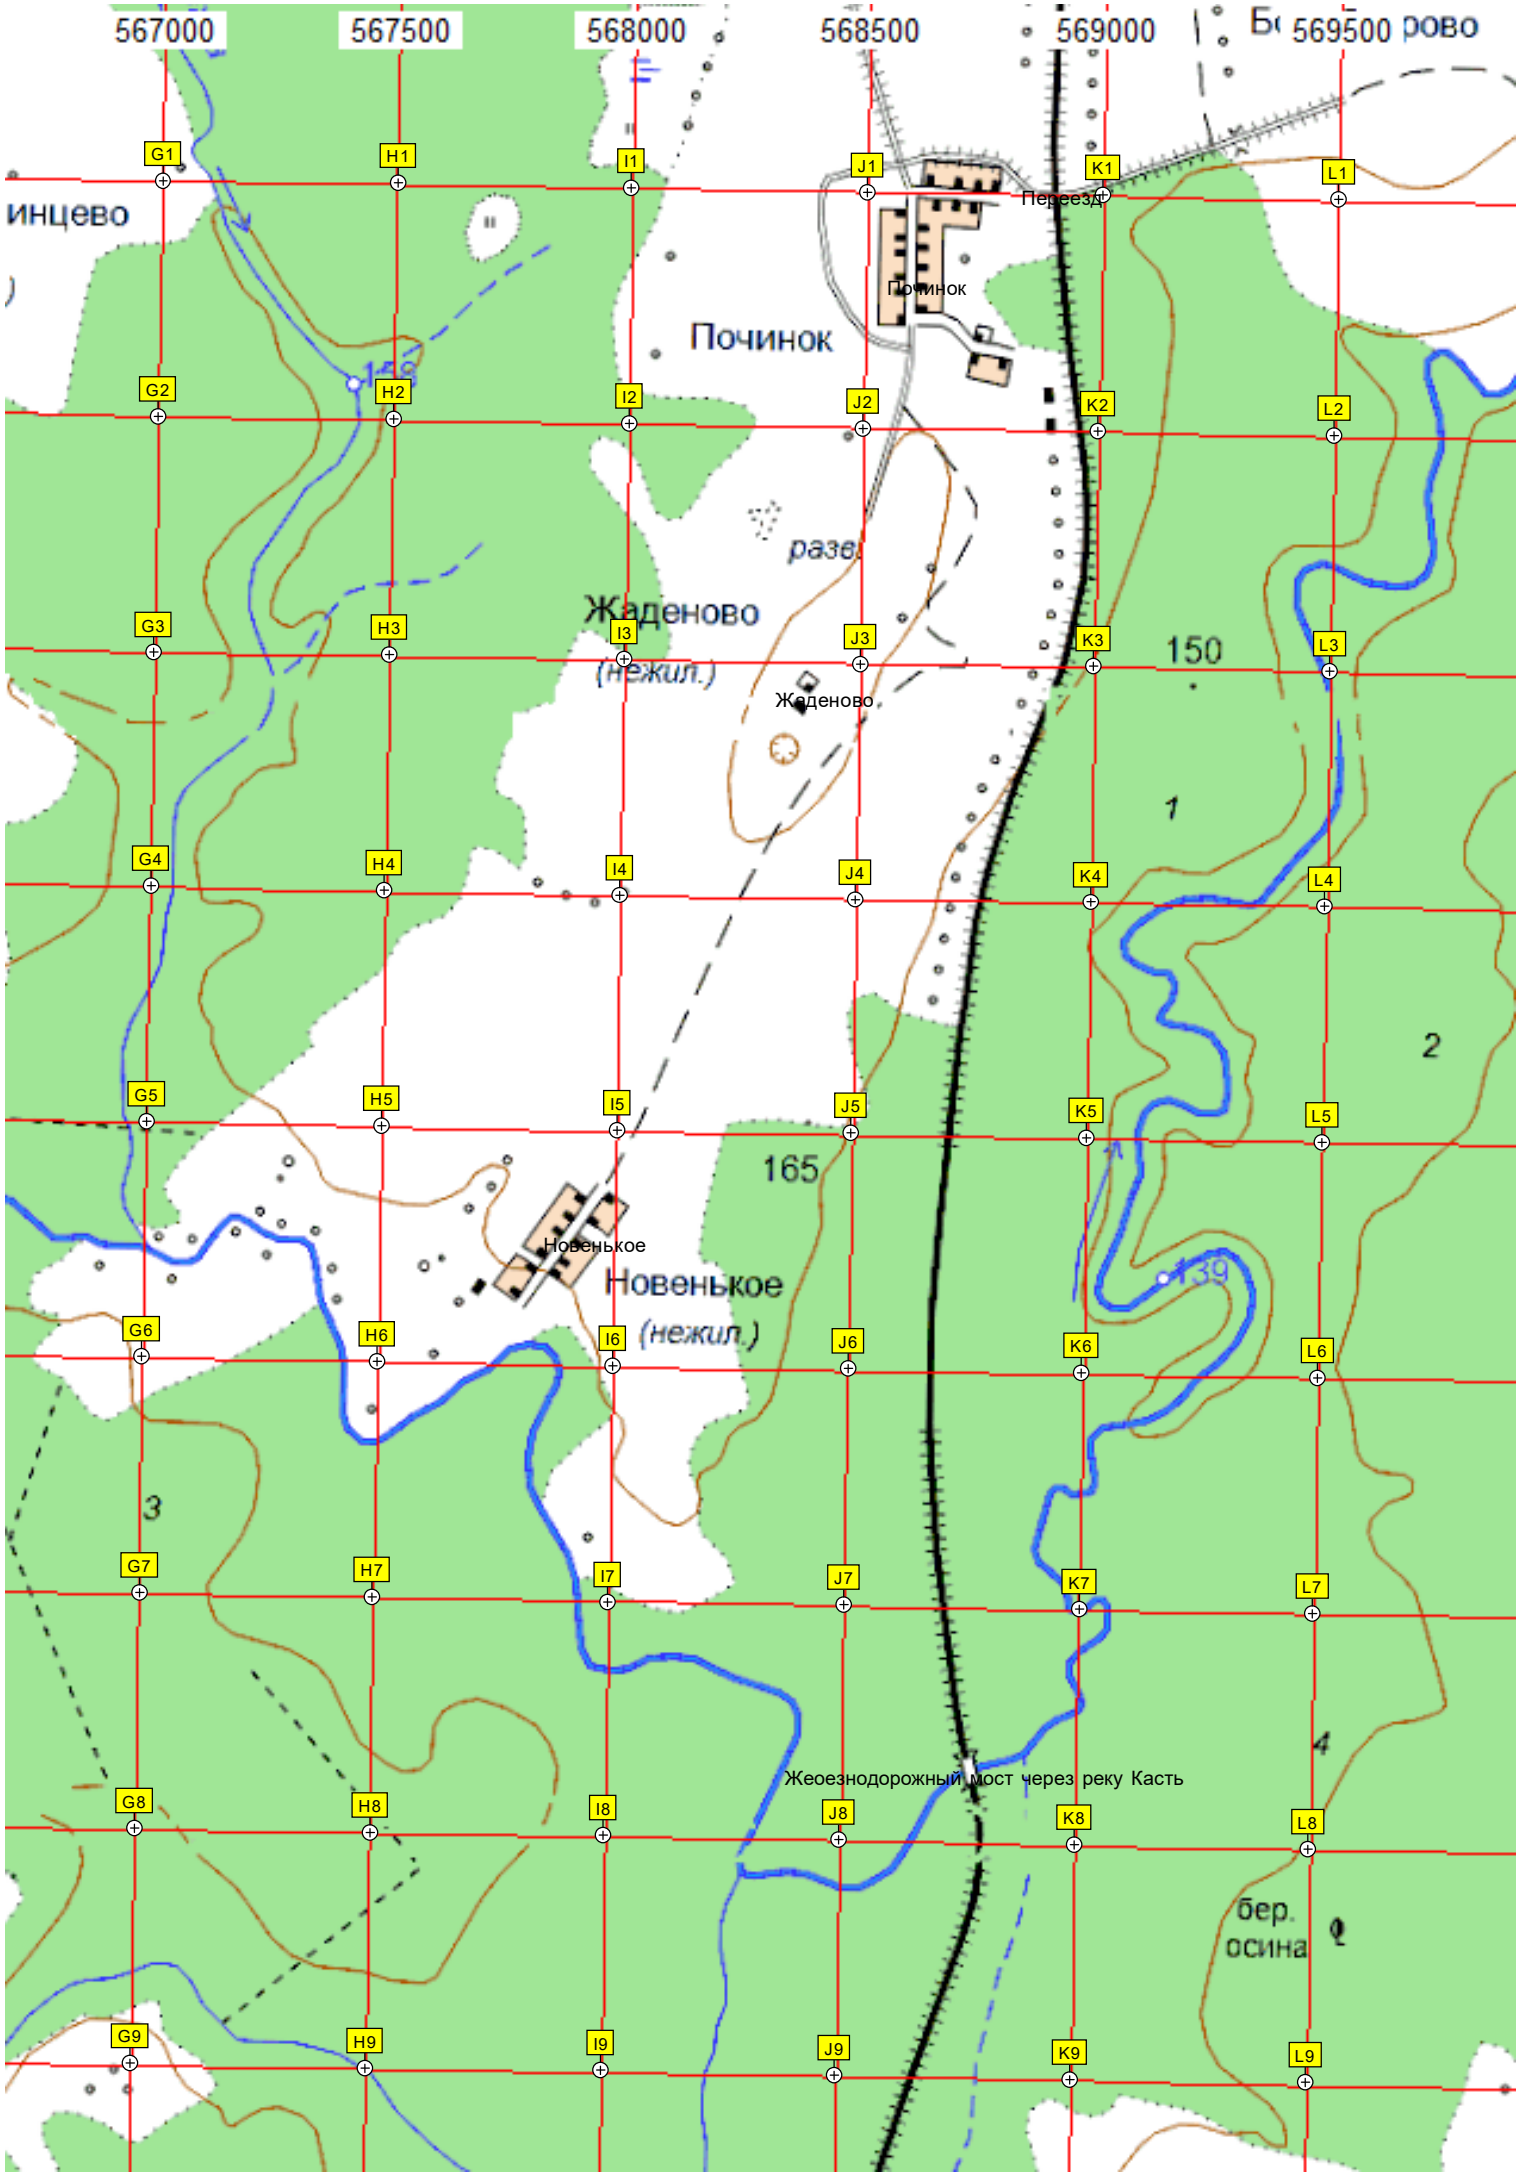 567000 567500 568000 568500 569000 569500
рово
G1 H1 I1 J1 K1 L1
Переезд
инцево
)
Починок
Починок
158
G2 H2 I2 J2 K2 L2
разв.
Жаденово
G3 H3 I3 J3 K3 L3
150
(нежил.)
Жаденово
1
G4 H4 I4 J4 K4 L4
2
G5 H5 I5 J5 K5 L5
165
Новенькое
139
Новенькое
(нежил.)
G6 H6 I6 J6 K6 L6
3
G7 H7 I7 J7 K7 L7
4
Жеоезнодорожный мост через реку Касть
G8 H8 I8 J8 K8 L8
бер.
осина
G9 H9 I9 J9 K9 L9